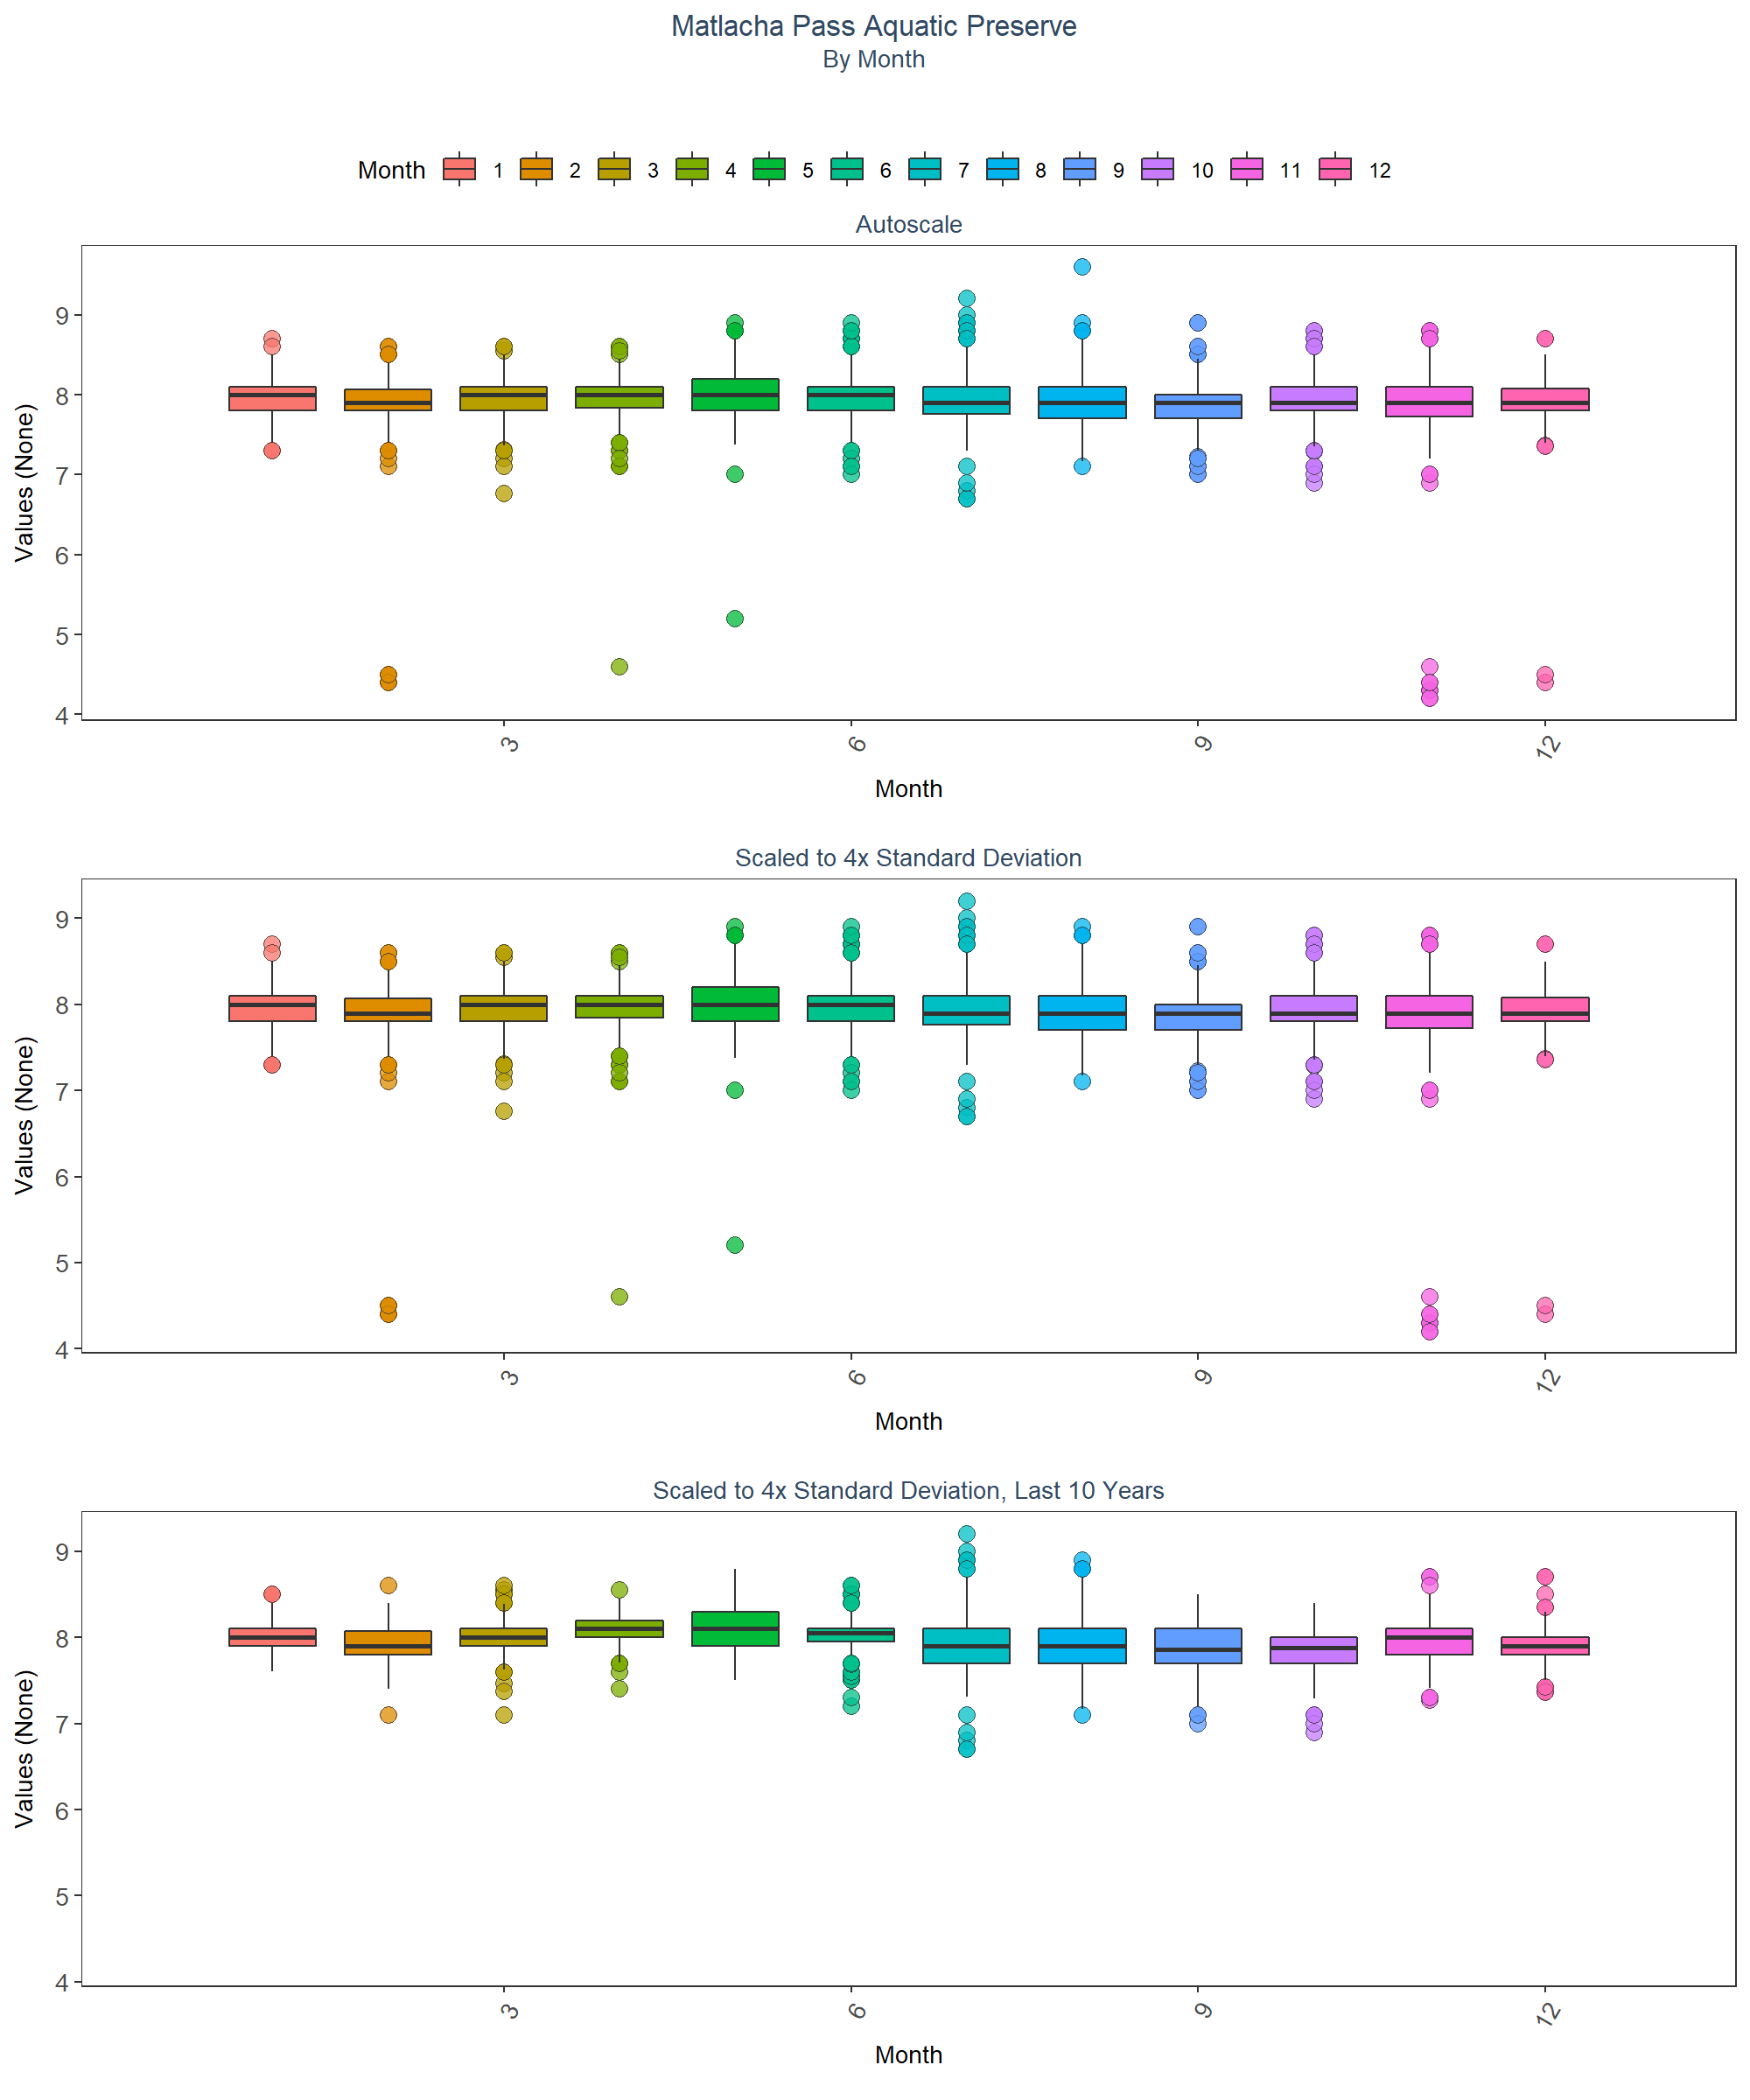 Matlacha Pass Aquatic Preserve
By Month
Month 1 2 3 4 5 6 7 8 9 10 11 12
Autoscale
Values (None)
9
8
7
6
5
4
3 6 9 12
Month
Scaled to 4x Standard Deviation
Values (None)
9
8
7
6
5
4
3 6 9 12
Month
Scaled to 4x Standard Deviation, Last 10 Years
Values (None)
9
8
7
6
5
4
3 6 9 12
Month